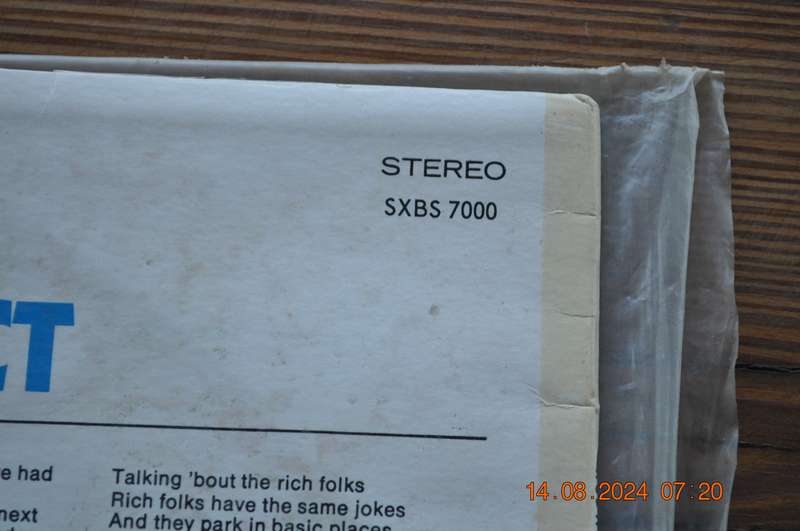 STEREO
SXBS 7000
CT
e had
Talking 'bout the rich folks
Rich folks have the same jokes
next
And they park in basic places
14.08.2024 07:20